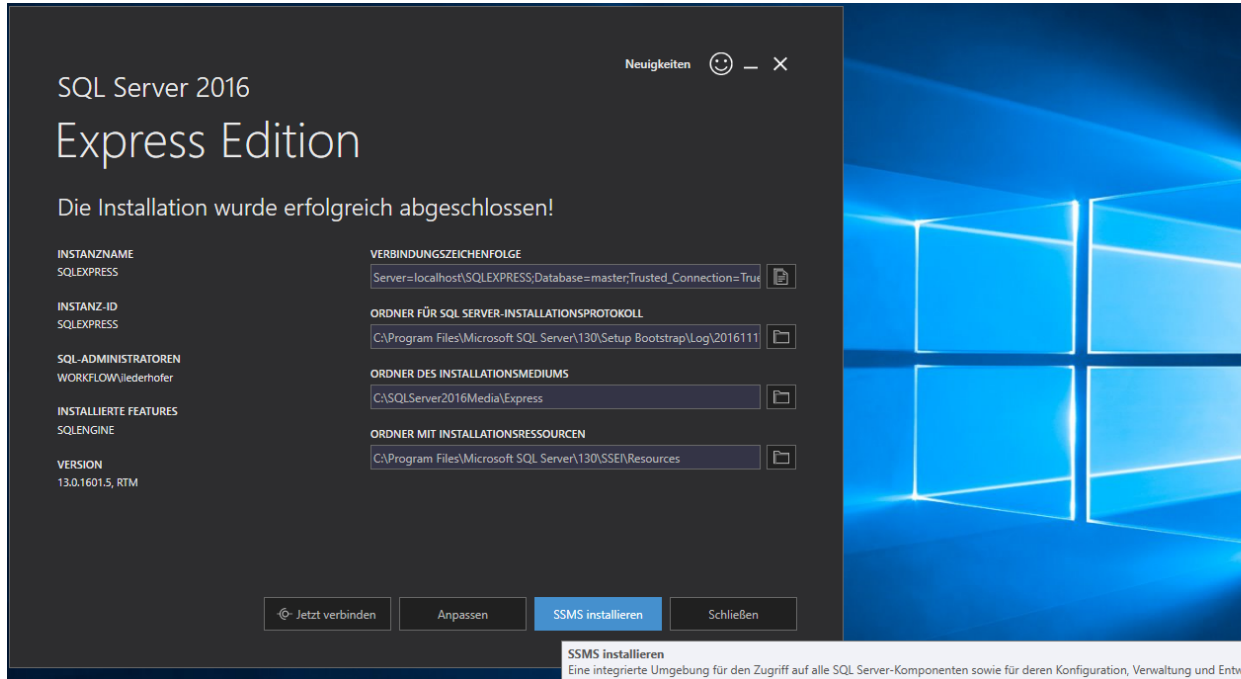 Neuigkeiten
SQL Server 2016
Express Edition
Die Installation wurde erfolgreich abgeschlossen!
INSTANZNAME
SQLEXPRESS
INSTANZ-ID
SQLEXPRESS
SQL-ADMINISTRATOREN
WORKFLOW\ilederhofer
INSTALLIERTE FEATURES
SQLENGINE
VERSION
13.0.1601.5, RTM
VERBINDUNGSZEICHENFOLGE
Server=localhost\SQLEXPRESS;Database=master;Trusted_Connection=True
ORDNER FÜR SQL SERVER-INSTALLATIONSPROTOKOLL
C:\Program Files\Microsoft SQL Server\130\Setup Bootstrap\Log\2016111
ORDNER DES INSTALLATIONSMEDIUMS
C:\SQLServer2016Media\Express
ORDNER MIT INSTALLATIONSRESSOURCEN
C:\Program Files\Microsoft SQL Server\130\SSEI\Resources
Jetzt verbinden
Anpassen
SSMS installieren
Schließen
SSMS installieren
Eine integrierte Umgebung für den Zugriff auf alle SQL Server-Komponenten sowie für deren Konfiguration, Verwaltung und Entw